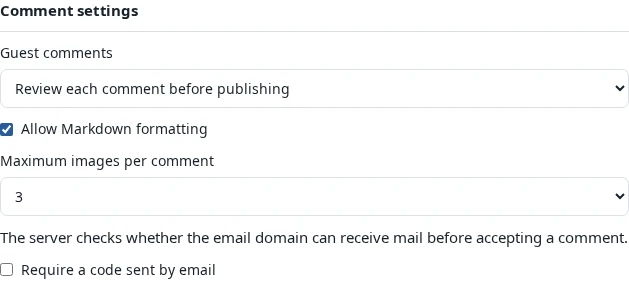 Comment settings
Guest comments
Review each comment before publishing
Allow Markdown formatting
Maximum images per comment
3
The server checks whether the email domain can receive mail before accepting a comment.
Require a code sent by email